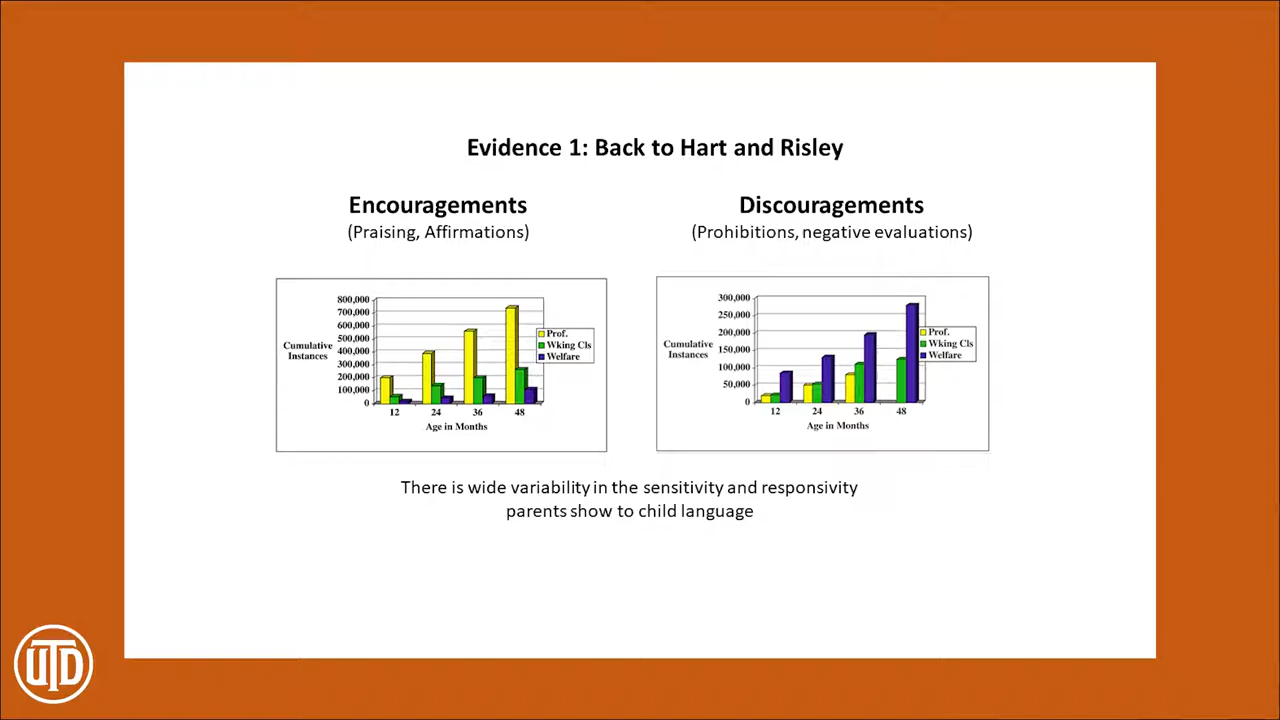 Evidence 1: Back to Hart and Risley
Encouragements
(Praising, Affirmations)
800,000
700,000
600,000
500,000
400,000
300,000
200,000
100,000
0
Cumulative
Instances
12 24 36 48
Age in Months
Prof.
Wking Cls
Welfare
Discouragements
(Prohibitions, negative evaluations)
300,000
250,000
200,000
150,000
100,000
50,000
0
Cumulative
Instances
12 24 36 48
Age in Months
Prof.
Wking Cls
Welfare
There is wide variability in the sensitivity and responsivity
parents show to child language
UTD